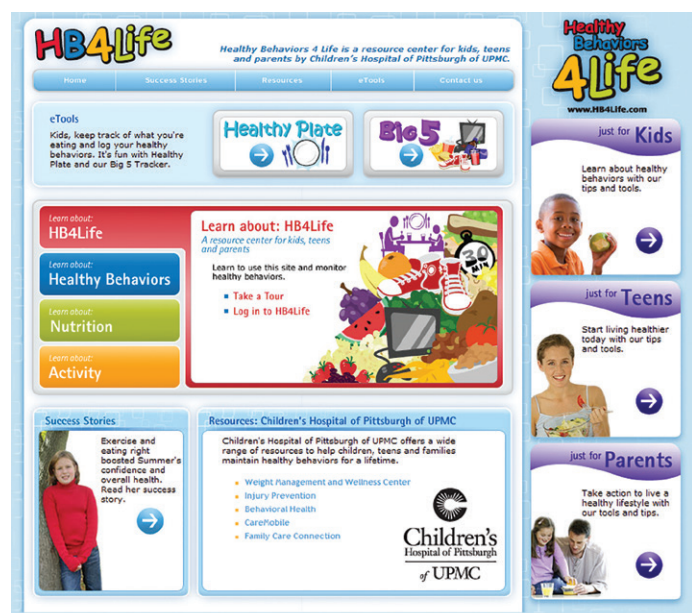 HB4Life
Healthy Behaviors 4 Life is a resource center for kids, teens
and parents by Children's Hospital of Pittsburgh of UPMC.
Home
Success Stories
Resources
eTools
Contact us
eTools
Kids, keep track of what you're
eating and log your healthy
behaviors. It's fun with Healthy
Plate and our Big 5 Tracker.
Healthy Plate
Big 5
Learn about:
HB4Life
Learn about:
Healthy Behaviors
Learn about:
Nutrition
Learn about:
Activity
Learn about: HB4Life
A resource center for kids, teens
and parents
Learn to use this site and monitor
healthy behaviors.
Take a Tour
Log in to HB4Life
30
MIN
Success Stories
Exercise and
eating right
boosted Summer's
confidence and
overall health.
Read her success
story.
Resources: Children's Hospital of Pittsburgh of UPMC
Children's Hospital of Pittsburgh of UPMC offers a wide
range of resources to help children, teens and families
maintain healthy behaviors for a lifetime.
Weight Management and Wellness Center
Injury Prevention
Behavioral Health
CareMobile
Family Care Connection
Children's
Hospital of Pittsburgh
of UPMC
Healthy
Behaviors
4Life
www.HB4Life.com
just for Kids
Learn about healthy
behaviors with our
tips and tools.
just for Teens
Start living healthier
today with our tips
and tools.
just for Parents
Take action to live a
healthy lifestyle with
our tools and tips.